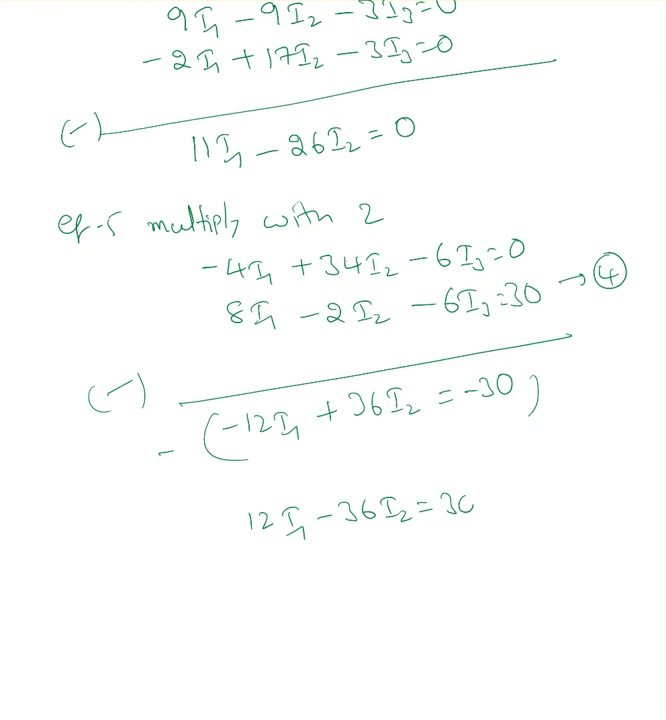 9I₁ - 9I₂ - 3I₃ = 0
-2I₁ + 17I₂ - 3I₃ = 0
(-)
11I₁ - 26I₂ = 0
eq-5 multiply with 2
-4I₁ + 34I₂ - 6I₃ = 0
8I₁ - 2I₂ - 6I₃ = 30 → ④
(-)
- (-12I₁ + 36I₂ = -30)
12I₁ - 36I₂ = 30